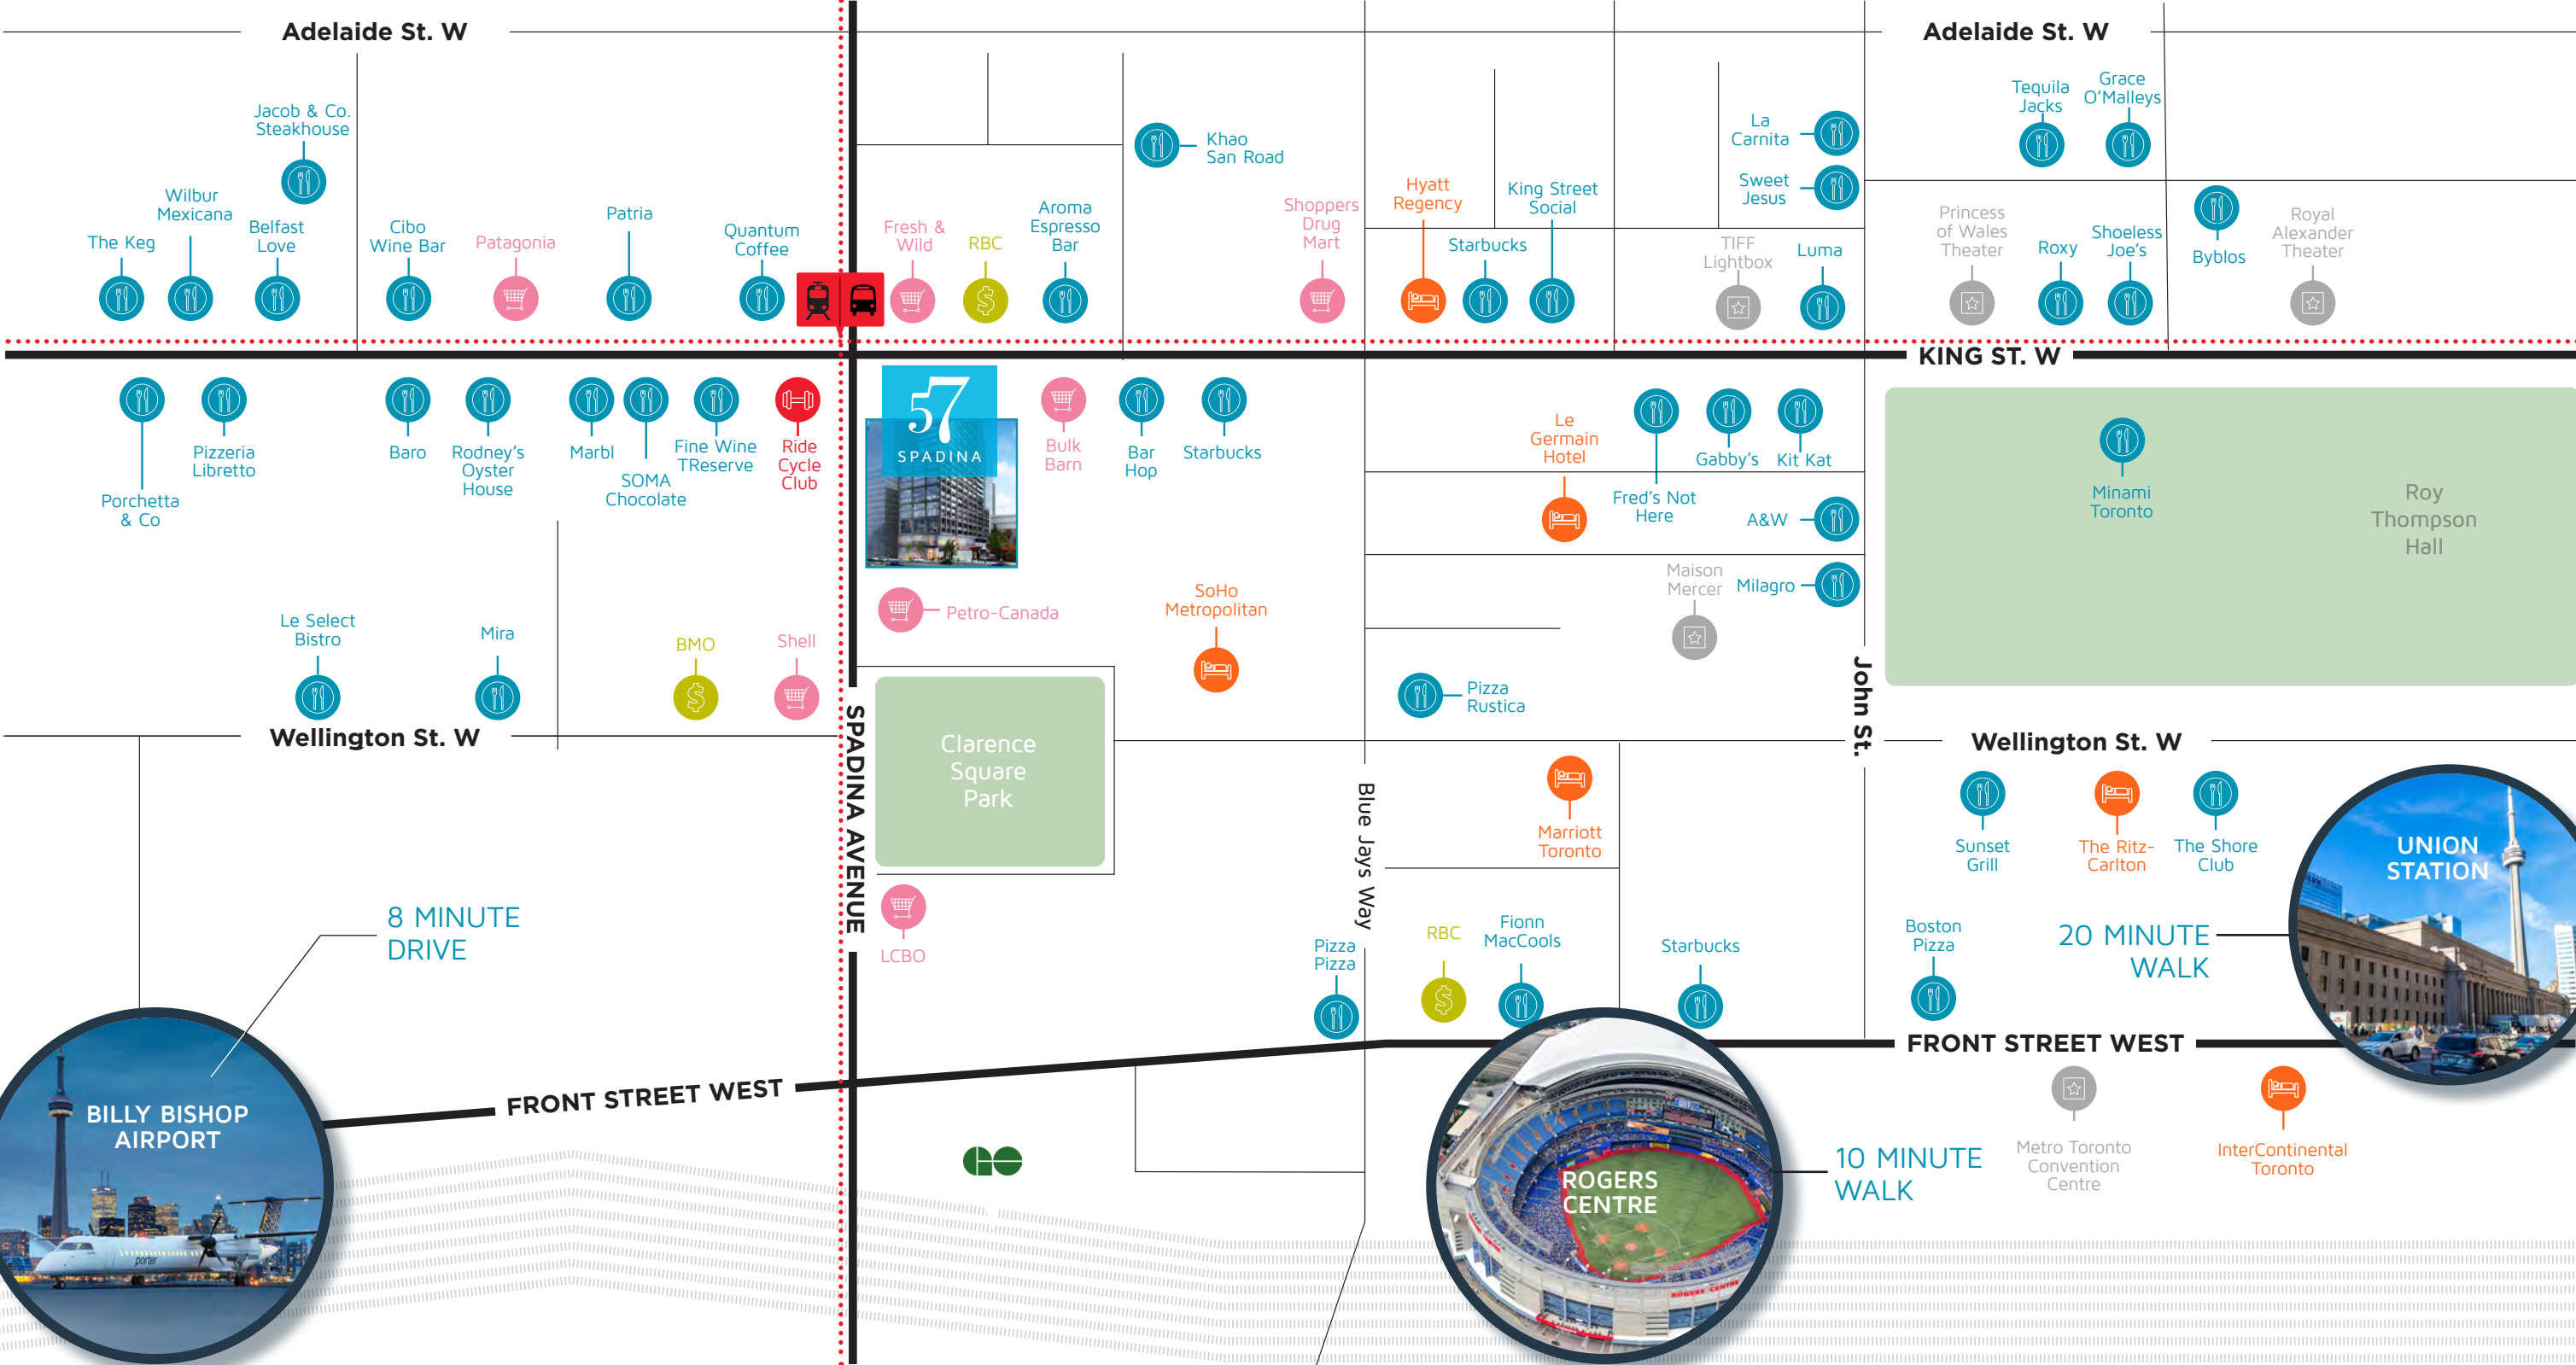 Adelaide St. W
Adelaide St. W
Jacob & Co.
Steakhouse
Wilbur
Mexicana
The Keg
Belfast
Love
Cibo
Wine Bar
Patagonia
Patria
Quantum
Coffee
Fresh &
Wild
RBC
Aroma
Espresso
Bar
Khao
San Road
Shoppers
Drug
Mart
Hyatt
Regency
Starbucks
King Street
Social
La
Carnita
Sweet
Jesus
TIFF
Lightbox
Luma
Tequila
Jacks
Grace
O'Malleys
Princess
of Wales
Theater
Roxy
Shoeless
Joe's
Byblos
Royal
Alexander
Theater
KING ST. W
Porchetta
& Co
Pizzeria
Libretto
Baro
Rodney's
Oyster
House
Marbl
SOMA
Chocolate
Fine Wine
TReserve
Ride
Cycle
Club
57
SPADINA
Bulk
Barn
Bar
Hop
Starbucks
Le
Germain
Hotel
Fred's Not
Here
Gabby's
Kit Kat
A&W
Minami
Toronto
Roy
Thompson
Hall
Maison
Mercer
Milagro
Petro-Canada
SoHo
Metropolitan
Le Select
Bistro
Mira
BMO
Shell
Pizza
Rustica
Wellington St. W
SPADINA AVENUE
Clarence
Square
Park
John St.
Wellington St. W
Blue Jays Way
Marriott
Toronto
Sunset
Grill
The Ritz-
Carlton
The Shore
Club
UNION
STATION
8 MINUTE
DRIVE
LCBO
Pizza
Pizza
RBC
Fionn
MacCools
Starbucks
Boston
Pizza
20 MINUTE
WALK
FRONT STREET WEST
FRONT STREET WEST
BILLY BISHOP
AIRPORT
porter
GO
ROGERS
CENTRE
ROGERS CENTRE
10 MINUTE
WALK
Metro Toronto
Convention
Centre
InterContinental
Toronto